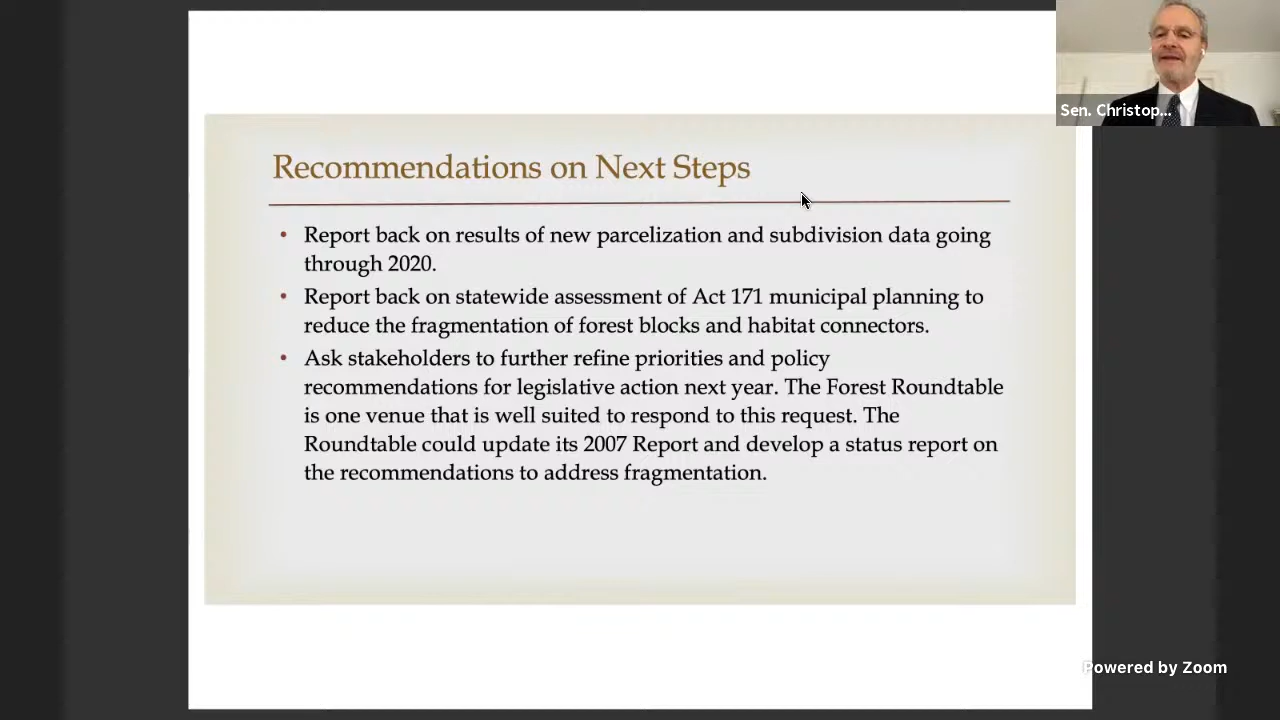 Sen. Christop...
Recommendations on Next Steps
• Report back on results of new parcelization and subdivision data going
through 2020.
• Report back on statewide assessment of Act 171 municipal planning to
reduce the fragmentation of forest blocks and habitat connectors.
• Ask stakeholders to further refine priorities and policy
recommendations for legislative action next year. The Forest Roundtable
is one venue that is well suited to respond to this request. The
Roundtable could update its 2007 Report and develop a status report on
the recommendations to address fragmentation.
Powered by Zoom